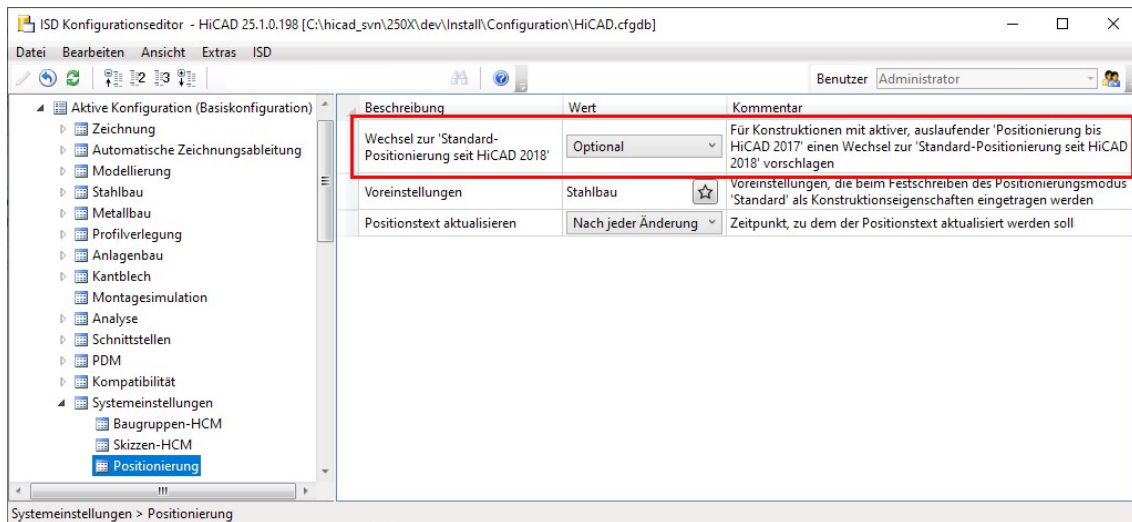 ISD Konfigurationseditor - HiCAD 25.1.0.198 [C:\hicad_svn\250X\dev\Install\Configuration\HiCAD.cfgdb]
Datei Bearbeiten Ansicht Extras ISD
Benutzer Administrator
Aktive Konfiguration (Basiskonfiguration)
Zeichnung
Automatische Zeichnungsableitung
Modellierung
Stahlbau
Metallbau
Profilverlegung
Anlagenbau
Kantblech
Montagesimulation
Analyse
Schnittstellen
PDM
Kompatibilität
Systemeinstellungen
Baugruppen-HCM
Skizzen-HCM
Positionierung
Beschreibung Wert Kommentar
Wechsel zur 'Standard-
Positionierung seit HiCAD 2018'
Optional
Für Konstruktionen mit aktiver, auslaufender 'Positionierung bis
HiCAD 2017' einen Wechsel zur 'Standard-Positionierung seit HiCAD
2018' vorschlagen
Voreinstellungen
Stahlbau
Voreinstellungen, die beim Festschreiben des Positionierungsmodus
'Standard' als Konstruktionseigenschaften eingetragen werden
Positionstext aktualisieren Nach jeder Änderung Zeitpunkt, zu dem der Positionstext aktualisiert werden soll
Systemeinstellungen > Positionierung